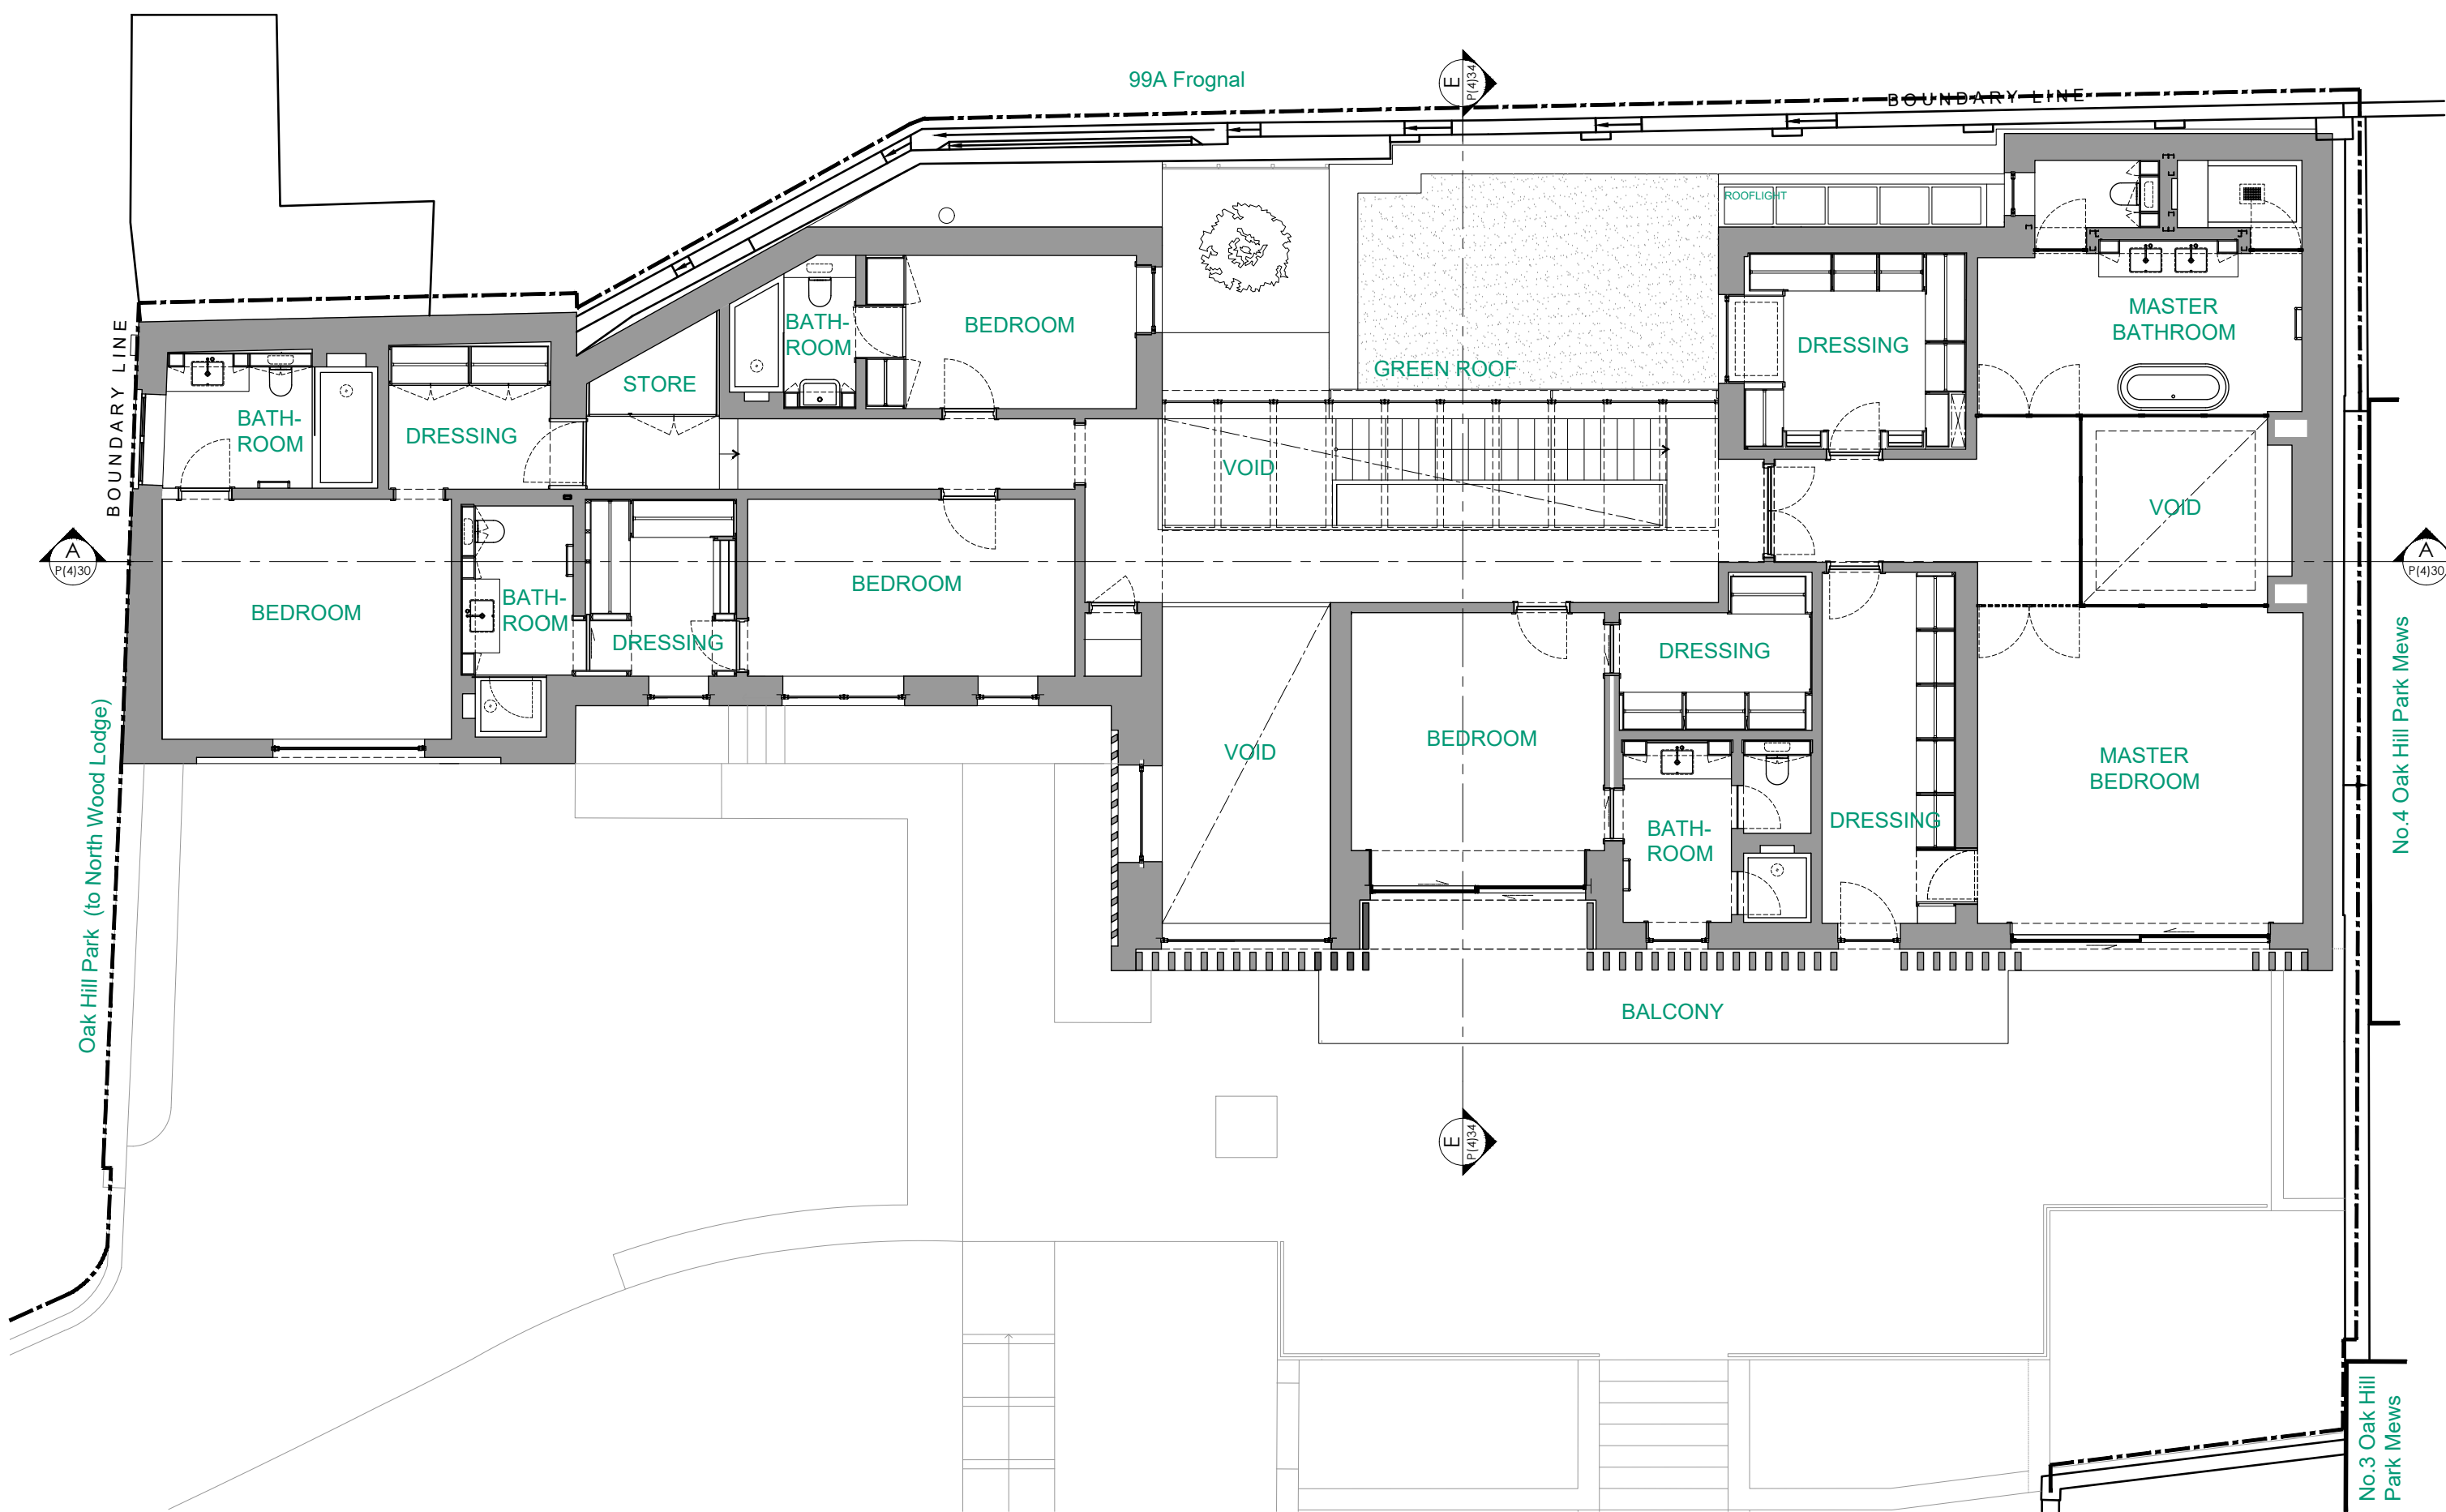 99A Frognal
E
P(4)34
BOUNDARY LINE
ROOFLIGHT
MASTER
BATHROOM
BATH-
ROOM
BEDROOM
DRESSING
GREEN ROOF
STORE
BOUNDARY LINE
BATH-
ROOM
DRESSING
VOID
VOID
A
P(4)30
A
P(4)30
BEDROOM
BATH-
ROOM
DRESSING
BEDROOM
DRESSING
No.4 Oak Hill Park Mews
Oak Hill Park (to North Wood Lodge)
VOID
BEDROOM
BATH-
ROOM
DRESSING
MASTER
BEDROOM
BALCONY
E
P(4)34
No.3 Oak Hill
Park Mews